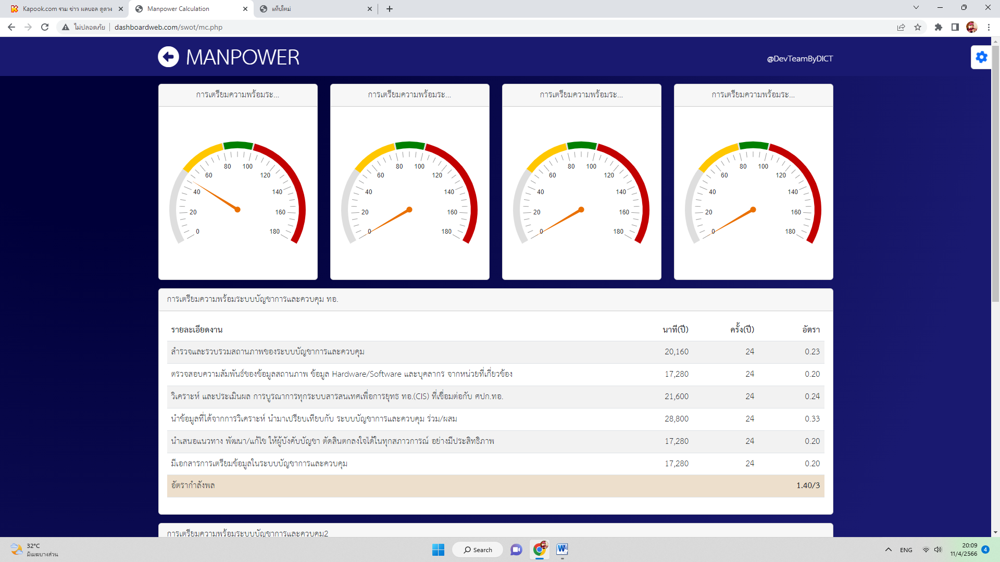 Kapook.com รวม ข่าว ผลบอล ดูดวง
Manpower Calculation
แท็บใหม่
ไม่ปลอดภัย
dashboardweb.com/swot/mc.php
MANPOWER
@DevTeamByDICT
การเตรียมความพร้อมระ...
การเตรียมความพร้อมระ...
การเตรียมความพร้อมระ...
การเตรียมความพร้อมระ...
0 20 40 60 80 100 120 140 160 180
0 20 40 60 80 100 120 140 160 180
0 20 40 60 80 100 120 140 160 180
0 20 40 60 80 100 120 140 160 180
การเตรียมความพร้อมระบบบัญชาการและควบคุม ทอ.
รายละเอียดงาน นาที(ปี) ครั้ง(ปี) อัตรา
สำรวจและรวบรวมสถานภาพของระบบบัญชาการและควบคุม 20,160 24 0.23
ตรวจสอบความสัมพันธ์ของข้อมูลสถานภาพ ข้อมูล Hardware/Software และบุคลากร จากหน่วยที่เกี่ยวข้อง 17,280 24 0.20
วิเคราะห์ และประเมินผล การบูรณาการทุกระบบสารสนเทศเพื่อการยุทธ ทอ.(CIS) ที่เชื่อมต่อกับ ศปก.ทอ. 21,600 24 0.24
นำข้อมูลที่ได้จากการวิเคราะห์ นำมาเปรียบเทียบกับ ระบบบัญชาการและควบคุม ร่วม/ผสม 28,800 24 0.33
นำเสนอแนวทาง พัฒนา/แก้ไข ให้ผู้บังคับบัญชา ตัดสินตกลงใจได้ในทุกสภาวการณ์ อย่างมีประสิทธิภาพ 17,280 24 0.20
มีเอกสารการเตรียมข้อมูลในระบบบัญชาการและควบคุม 17,280 24 0.20
อัตรากำลังพล 1.40/3
การเตรียมความพร้อมระบบบัญชาการและควบคุม2
32°C
มีเมฆบางส่วน
Search
ENG
20:09
11/4/2566
4